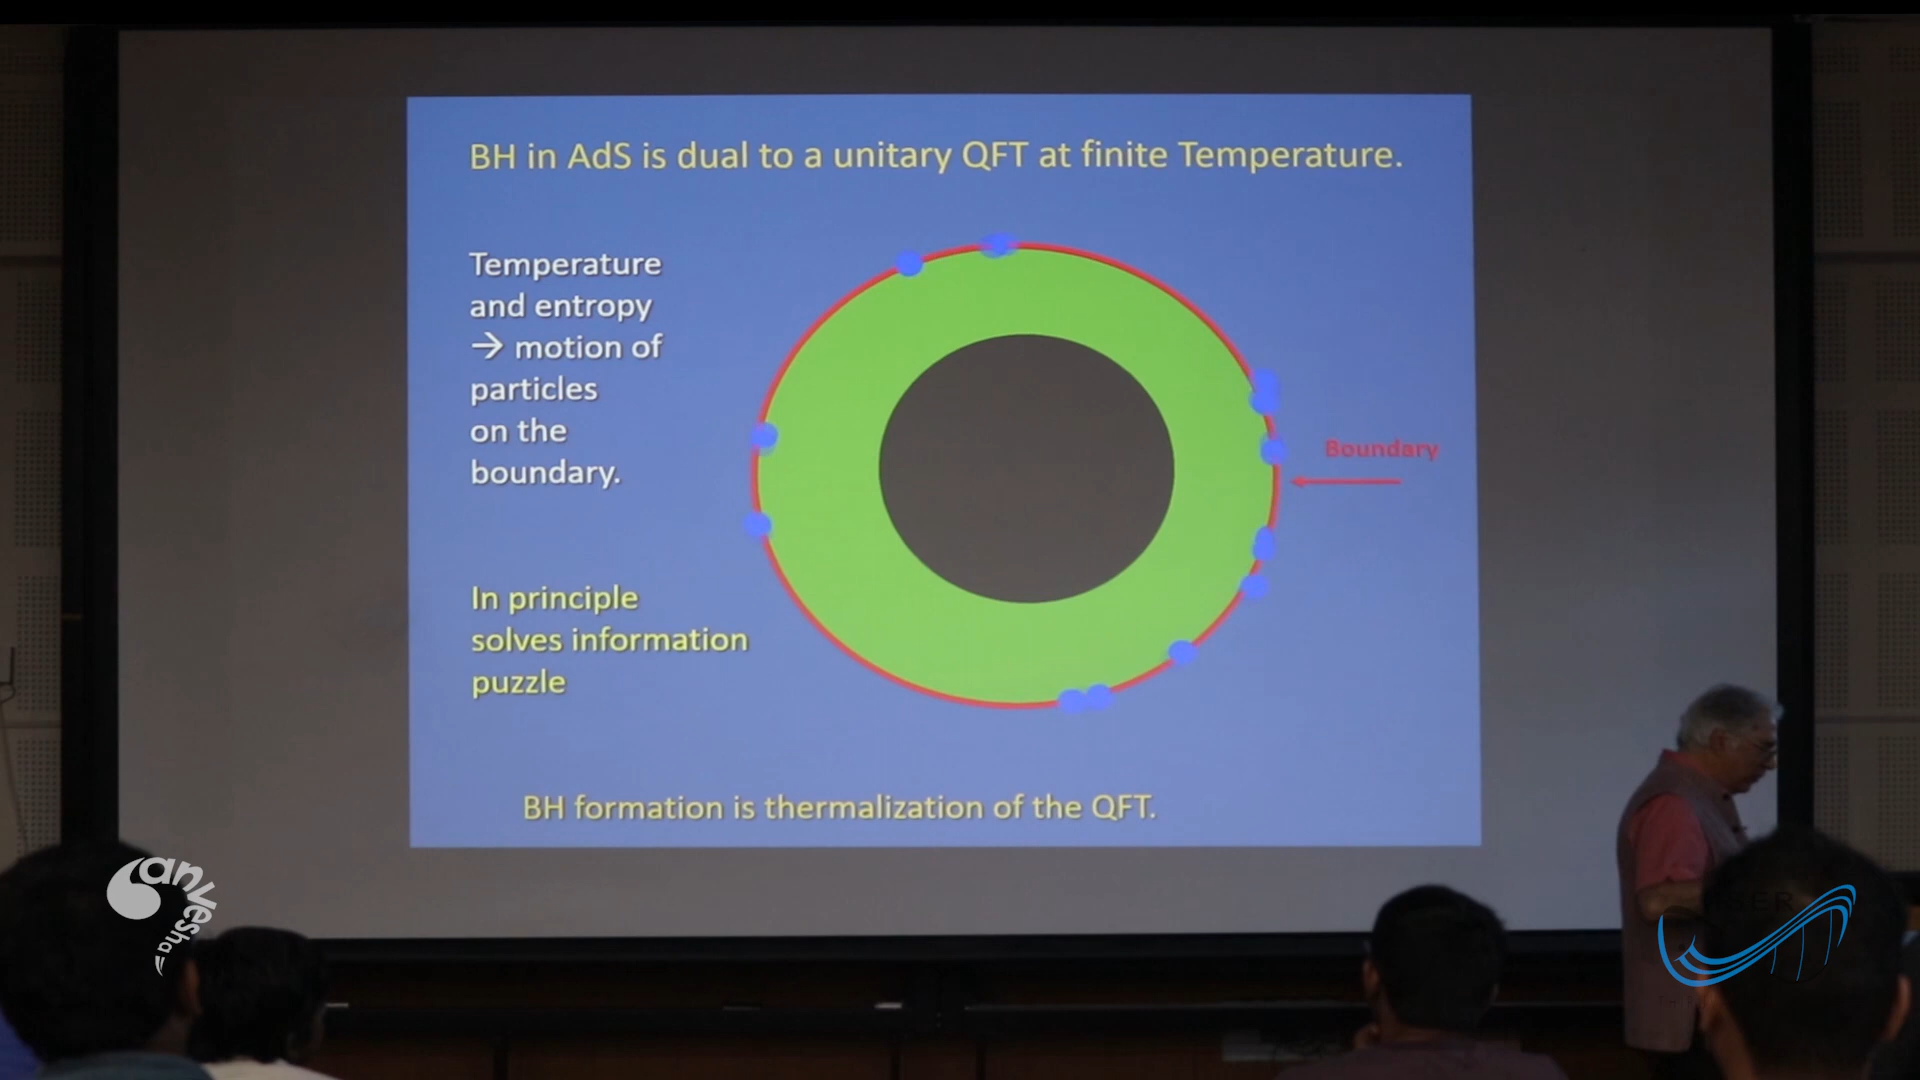 BH in AdS is dual to a unitary QFT at finite Temperature.
Temperature
and entropy
→ motion of
particles
on the
boundary.
Boundary
In principle
solves information
puzzle
BH formation is thermalization of the QFT.
anvesha